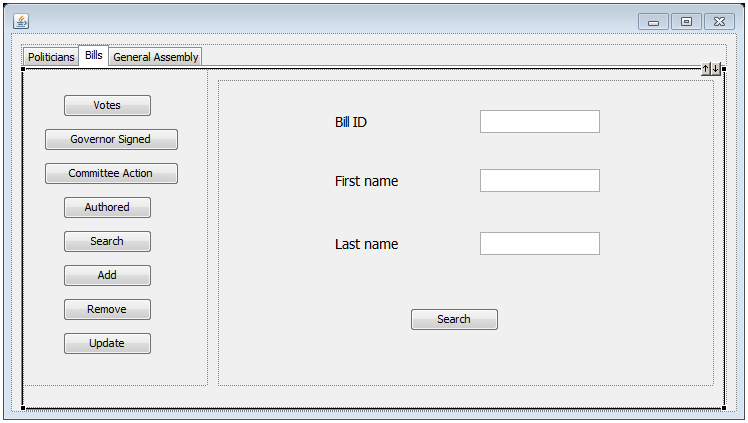 Politicians Bills General Assembly
Votes
Governor Signed
Committee Action
Authored
Search
Add
Remove
Update
Bill ID
First name
Last name
Search